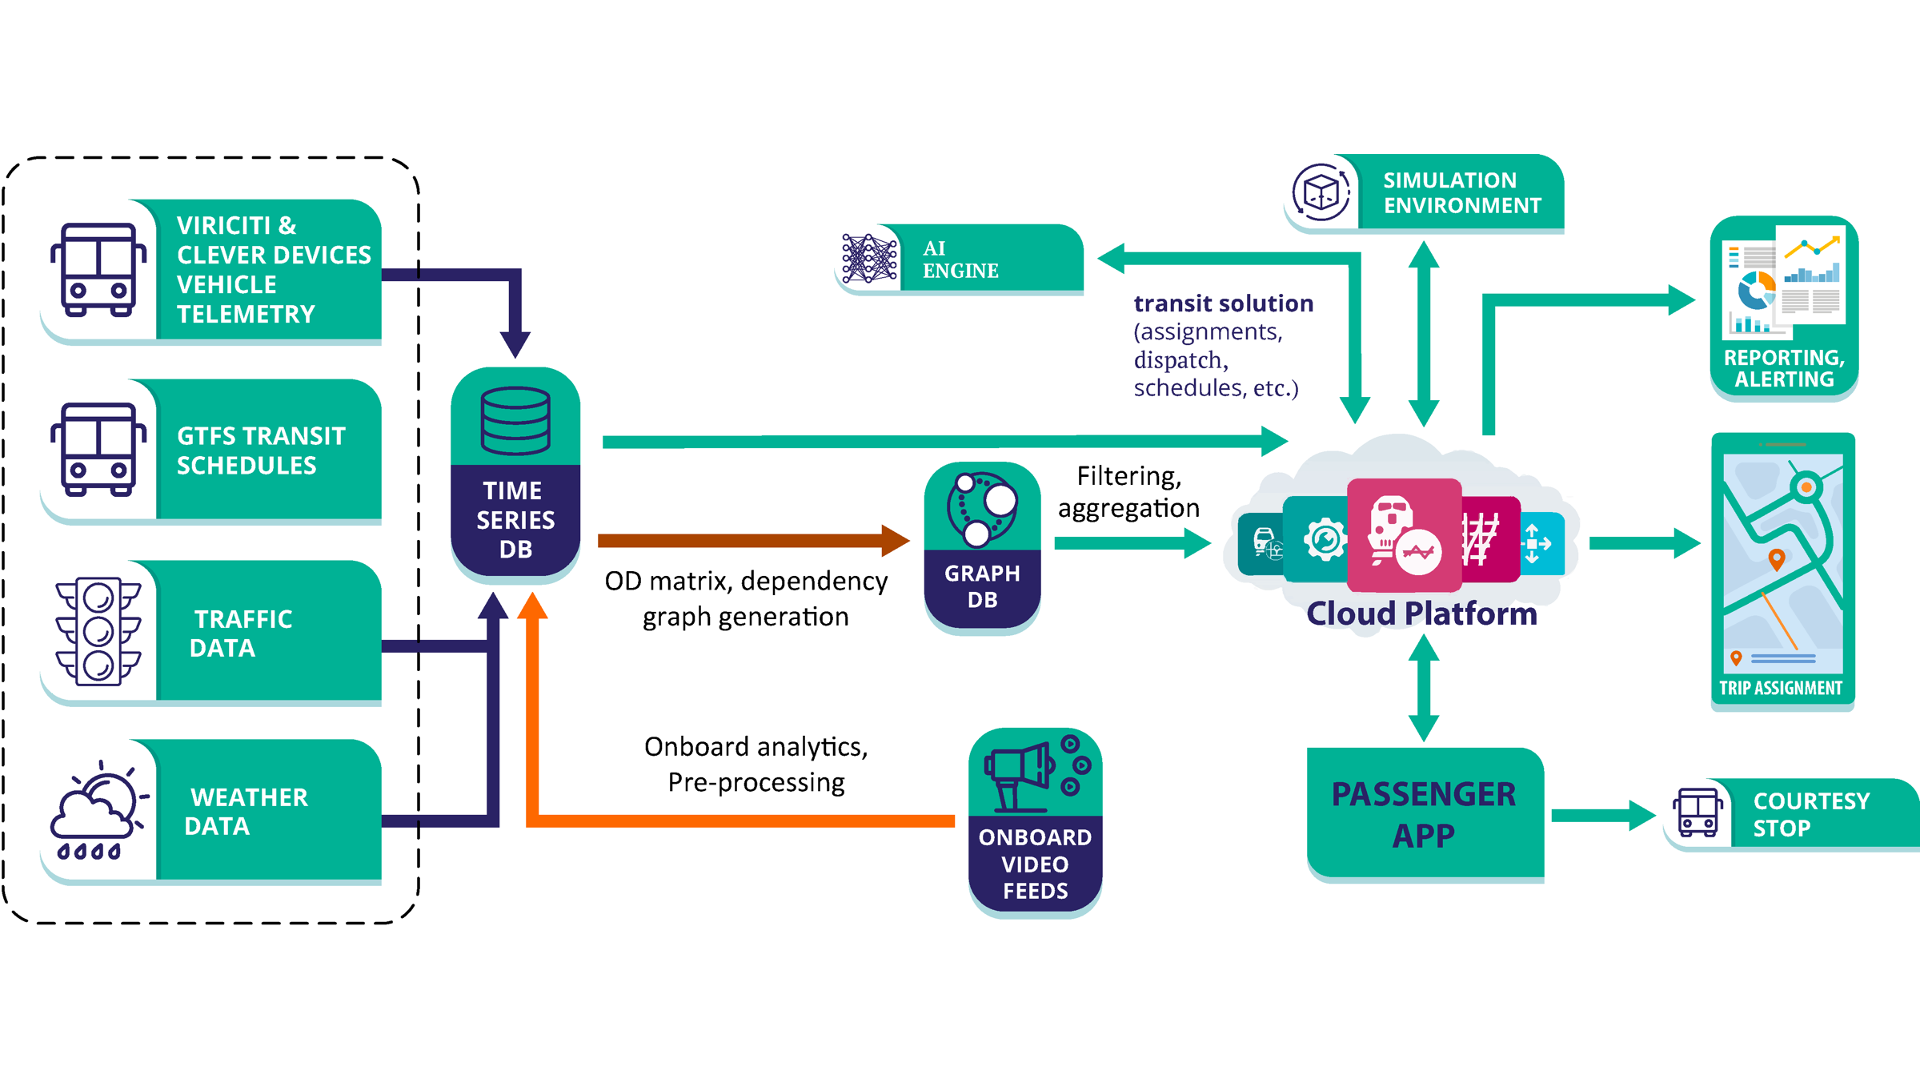 VIRICITI &
CLEVER DEVICES
VEHICLE
TELEMETRY
GTFS TRANSIT
SCHEDULES
TRAFFIC
DATA
WEATHER
DATA
TIME
SERIES
DB
OD matrix, dependency
graph generation
Onboard analytics,
Pre-processing
ONBOARD
VIDEO
FEEDS
GRAPH
DB
Filtering,
aggregation
AI
ENGINE
transit solution
(assignments,
dispatch,
schedules, etc.)
SIMULATION
ENVIRONMENT
Cloud Platform
REPORTING,
ALERTING
TRIP ASSIGNMENT
PASSENGER
APP
COURTESY
STOP